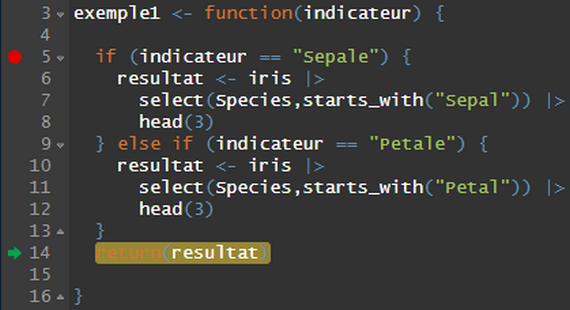 3 exemple1 <- function(indicateur) {
4
5 if (indicateur == "Sepale") {
6 resultat <- iris |>
7 select(Species,starts_with("Sepal")) |>
8 head(3)
9 } else if (indicateur == "Petale") {
10 resultat <- iris |>
11 select(Species,starts_with("Petal")) |>
12 head(3)
13 }
14 return(resultat)
15
16 }